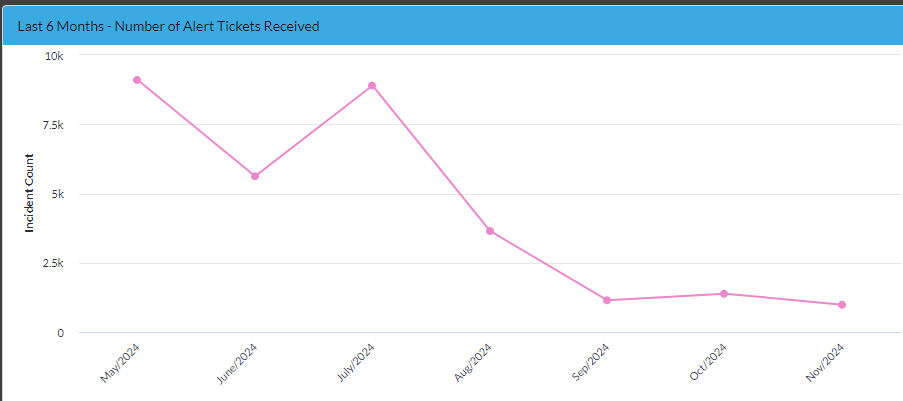 Last 6 Months - Number of Alert Tickets Received
10k
7.5k
5k
2.5k
0
Incident Count
May/2024
June/2024
July/2024
Aug/2024
Sep/2024
Oct/2024
Nov/2024